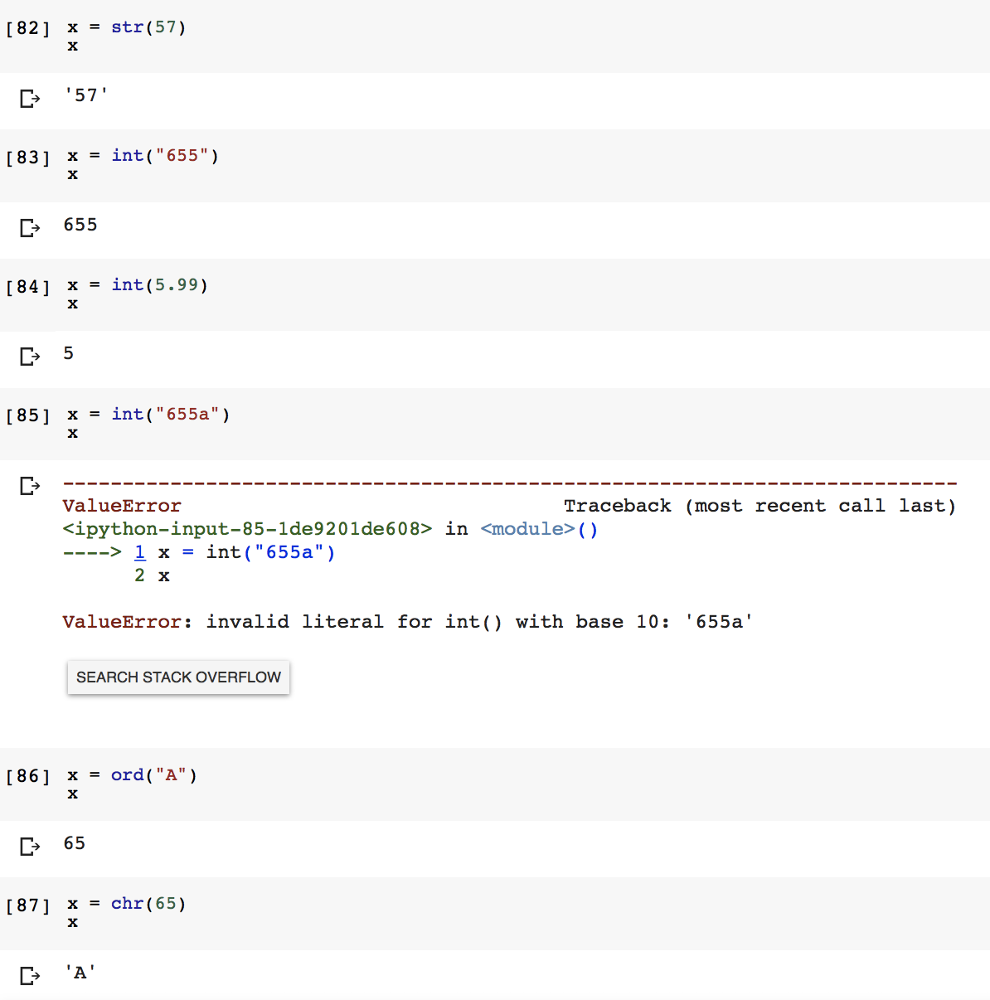 [82] x = str(57)
x
'57'
[83] x = int("655")
x
655
[84] x = int(5.99)
x
5
[85] x = int("655a")
x
---------------------------------------------------------------------------
ValueError                                Traceback (most recent call last)
<ipython-input-85-1de9201de608> in <module>()
----> 1 x = int("655a")
      2 x
ValueError: invalid literal for int() with base 10: '655a'
SEARCH STACK OVERFLOW
[86] x = ord("A")
x
65
[87] x = chr(65)
x
'A'